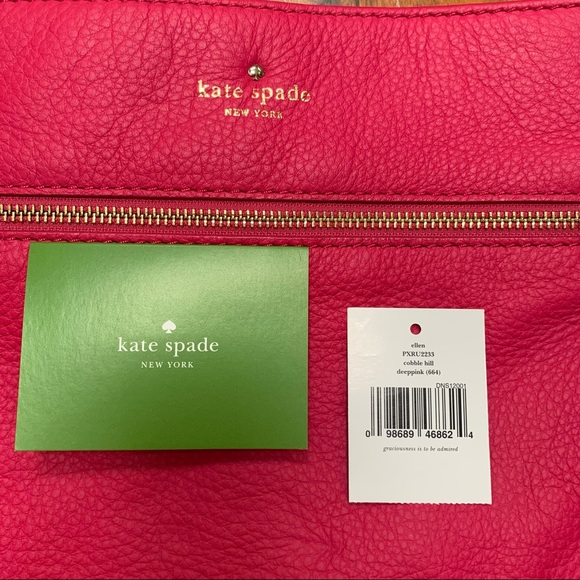 kate spade
NEW YORK
kate spade
NEW YORK
ellen
PXRU2233
cobble hill
deeppink (664)
DNS12001
0 98689 46862 4
graciousness is to be admired